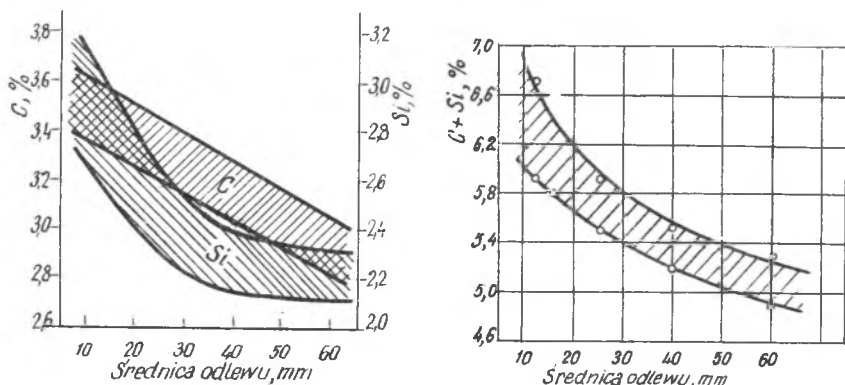 C, %
3,8
3,6
3,4
3,2
3,0
2,8
2,6
C
Si
3,2
3,0
2,8
2,6
2,4
2,2
2,0
Si, %
10 20 30 40 50 60
Średnica odlewu, mm
C + Si, %
7,0
6,6
6,2
5,8
5,4
5,0
4,6
10 20 30 40 50 60
Średnica odlewu, mm